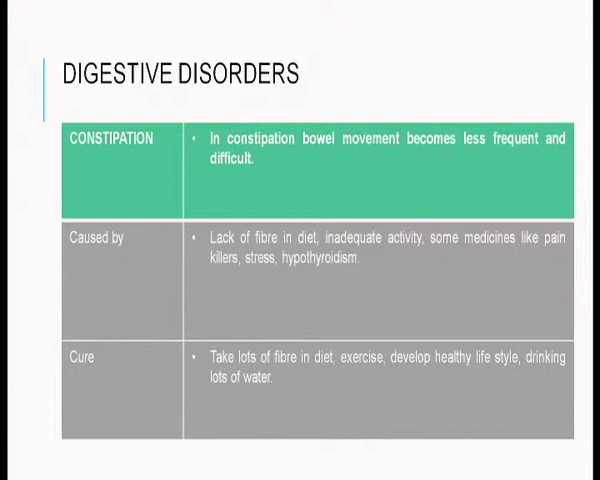 DIGESTIVE DISORDERS
CONSTIPATION
• In constipation bowel movement becomes less frequent and
difficult.
Caused by
• Lack of fibre in diet, inadequate activity, some medicines like pain
killers, stress, hypothyroidism.
Cure
• Take lots of fibre in diet, exercise, develop healthy life style, drinking
lots of water.